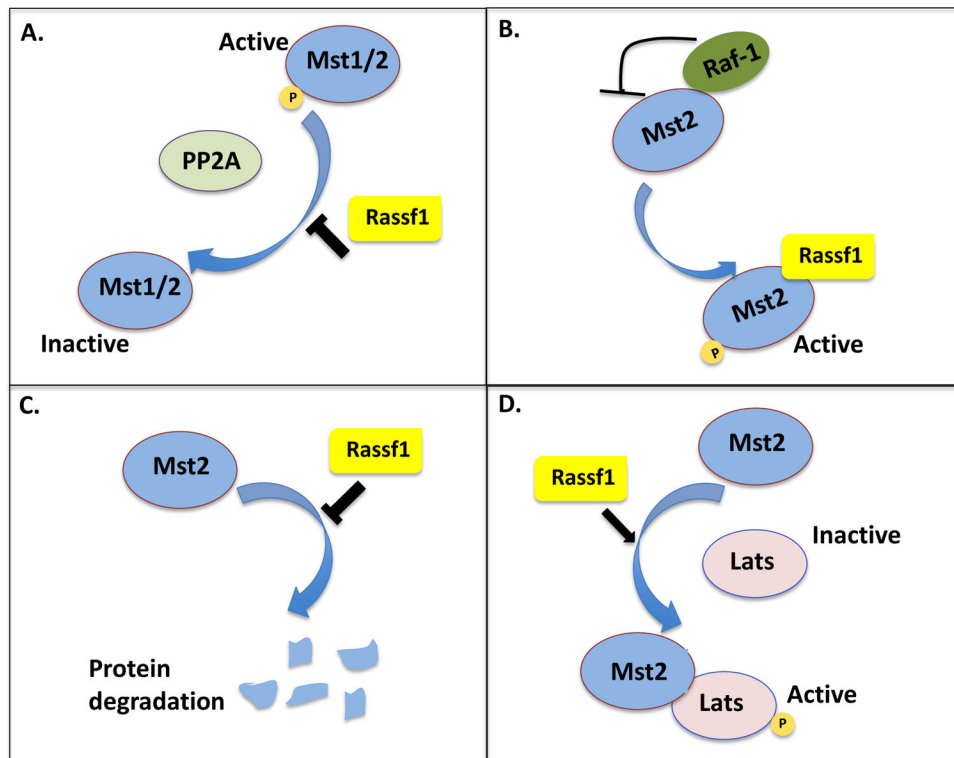 A.
Active
Mst1/2
P
PP2A
Rassf1
Mst1/2
Inactive
B.
Raf-1
Mst2
Rassf1
Mst2
P
Active
C.
Mst2
Rassf1
Protein
degradation
D.
Mst2
Rassf1
Inactive
Lats
Mst2
Lats
Active
P